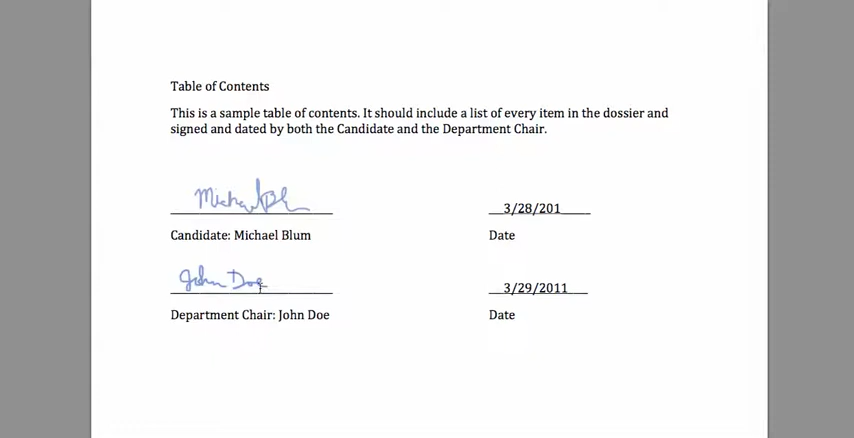 Table of Contents
This is a sample table of contents. It should include a list of every item in the dossier and
signed and dated by both the Candidate and the Department Chair.
Michael Bl 3/28/201
Candidate: Michael Blum Date
John Doe 3/29/2011
Department Chair: John Doe Date